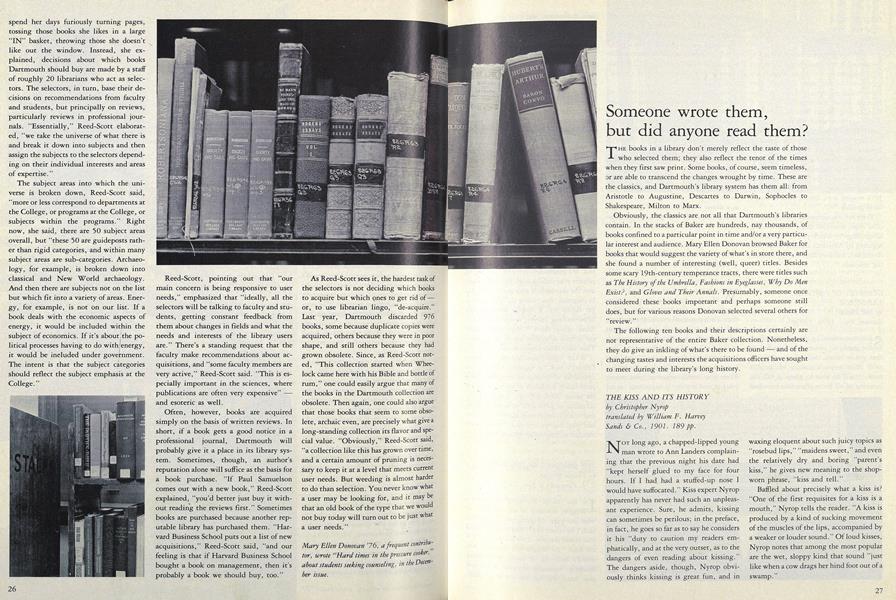 spend her days furiously turning pages,
tossing those books she likes in a large
"IN" basket, throwing those she doesn't
like out the window. Instead, she ex-
plained, decisions about which books
Dartmouth should buy are made by a staff
of roughly 20 librarians who act as selec-
tors. The selectors, in turn, base their de-
cisions on recommendations from faculty
and students, but principally on reviews,
particularly reviews in professional jour-
nals. "Essentially," Reed-Scott elaborat-
ed, "we take the universe of what there is
and break it down into subjects and then
assign the subjects to the selectors depend-
ing on their individual interests and areas
of expertise."
The subject areas into which the uni-
verse is broken down, Reed-Scott said,
"more or less correspond to departments at
the College, or programs at the College, or
subjects within the programs." Right
now, she said, there are 50 subject areas
overall, but "these 50 are guideposts rath-
er than rigid categories, and within many
subject areas are sub-categories. Archaeo-
logy, for example, is broken down into
classical and New World archaeology.
And then there are subjects not on the list
but which fit into a variety of areas. Ener-
gy, for example, is not on our list. If a
book deals with the economic aspects of
energy, it would be included within the
subject of economics. If it's about the po-
litical processes having to do with energy,
it would be included under government.
The intent is that the subject categories
should reflect the subject emphasis at the
College."
STA
26
ROBERTSONIANA
ROGERS
ESSAYS
VOL.
I
HUBERT'S
ARTHUR
BARON
CORVO
CASSELL
Reed-Scott, pointing out that "our
main concern is being responsive to user
needs," emphasized that "ideally, all the
selectors will be talking to faculty and stu-
dents, getting constant feedback from
them about changes in fields and what the
needs and interests of the library users
are." There's a standing request that the
faculty make recommendations about ac-
quisitions, and "some faculty members are
very active," Reed-Scott said. "This is es-
pecially important in the sciences, where
publications are often very expensive" —
and esoteric as well.
Often, however, books are acquired
simply on the basis of written reviews. In
short, if a book gets a good notice in a
professional journal, Dartmouth will
probably give it a place in its library sys-
tem. Sometimes, though, an author's
reputation alone will suffice as the basis for
a book purchase. "If Paul Samuelson
comes out with a new book," Reed-Scott
explained, "you'd better just buy it with-
out reading the reviews first." Sometimes
books are purchased because another rep-
utable library has purchased them. "Har-
vard Business School puts out a list of new
acquisitions," Reed-Scott said, "and our
feeling is that if Harvard Business School
bought a book on management, then it's
probably a book we should buy, too."
As Reed-Scott sees it, the hardest task of
the selectors is not deciding which books
to acquire but which ones to get rid of —
or, to use librarian lingo, "de-acquire."
Last year, Dartmouth discarded 976
books, some because duplicate copies were
acquired, others because they were in poor
shape, and still others because they had
grown obsolete. Since, as Reed-Scott not-
ed, "This collection started when Whee-
lock came here with his Bible and bottle of
rum," one could easily argue that many of
the books in the Dartmouth collection are
obsolete. Then again, one could also argue
that those books that seem to some obso-
lete, archaic even, are precisely what give a
long-standing collection its flavor and spe-
cial value. "Obviously," Reed-Scott said,
"a collection like this has grown over time,
and a certain amount of pruning is neces-
sary to keep it at a level that meets current
user needs. But weeding is almost harder
to do than selection. You never know what
a user may be looking for, and it may be
that an old book of the type that we would
not buy today will turn out to be just what
a user needs."
Mary Ellen Donovan '76, a frequent contribu-
tor, wrote "Hard times in the pressure cooker,"
about students seeking counseling, in the Decem-
ber issue.
Someone wrote them,
but did anyone read them?
THE books in a library don't merely reflect the taste of those
who selected them; they also reflect the tenor of the times
when they first saw print. Some books, of course, seem timeless,
or are able to transcend the changes wrought by time. These are
the classics, and Dartmouth's library system has them all: from
Aristotle to Augustine, Descartes to Darwin, Sophocles to
Shakespeare, Milton to Marx.
Obviously, the classics are not all that Dartmouth's libraries
contain. In the stacks of Baker are hundreds, nay thousands, of
books confined to a particular point in time and/or a very particu-
lar interest and audience. Mary Ellen Donovan browsed Baker for
books that would suggest the variety of what's in store there, and
she found a number of interesting (well, queer) titles. Besides
some scary 19th-century temperance tracts, there were titles such
as The History of the Umbrella, Fashions in Eyeglasses, Why Do Men
Exist?, and Gloves and Their Annals. Presumably, someone once
considered these books important and perhaps someone still
does, but for various reasons Donovan selected several others for
"review."
The following ten books and their descriptions certainly are
not representative of the entire Baker collection. Nonetheless,
they do give an inkling of what's there to be found — and of the
changing tastes and interests the acquisitions officers have sought
to meet during the library's long history.
THE KISS AND ITS HISTORY
by Christopher Nyrop
translated by William F. Harvey
Sands & Co., 1901. 189 pp.
NOT long ago, a chapped-lipped young
man wrote to Ann Landers complain-
ing that the previous night his date had
"kept herself glued to my face for four
hours. If I had had a stuffed-up nose I
would have suffocated." Kiss expert Nyrop
apparently has never had such an unpleas-
ant experience. Sure, he admits, kissing
can sometimes be perilous; in the preface,
in fact, he goes so far as to say he considers
it his "duty to caution my readers em-
phatically, and at the very outset, as to the
dangers of even reading about kissing."
The dangers aside, though, Nyrop obvi-
ously thinks kissing is great fun, and in
waxing eloquent about such juicy topics as
"rosebud lips," "maidens sweet," and even
the relatively dry and boring "parent's
kiss," he gives new meaning to the shop-
worn phrase, "kiss and tell."
Baffled about precisely what a kiss is?
"One of the first requisites for a kiss is a
mouth," Nyrop tells the reader. "A kiss is
produced by a kind of sucking movement
of the muscles of the lips, accompanied by
a weaker or louder sound." Of loud kisses,
Nyrop notes that among the most popular
are the wet, sloppy kind that sound "just
like when a cow drags her hind foot out of a
swamp."
27